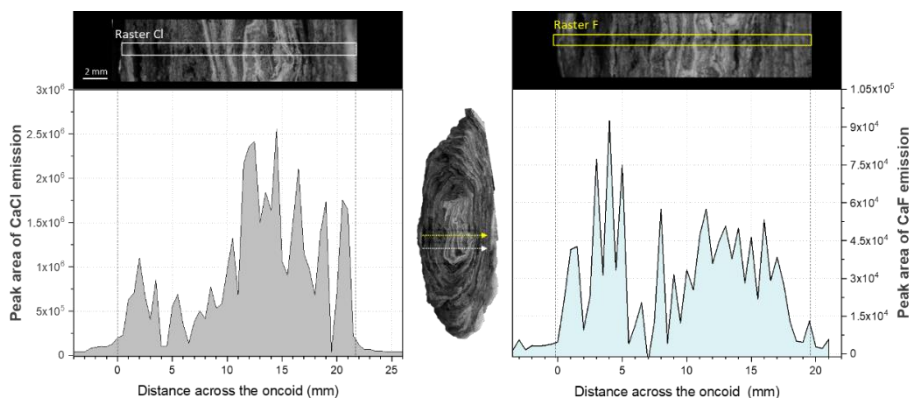 Raster Cl
2 mm
3x10⁶
2.5x10⁶
2x10⁶
1.5x10⁶
1x10⁶
5x10⁵
0
Peak area of CaCl emission
0 5 10 15 20 25
Distance across the oncoid (mm)
Raster F
1.05x10⁵
9x10⁴
7.5x10⁴
6x10⁴
4.5x10⁴
3x10⁴
1.5x10⁴
0
Peak area of CaF emission
0 5 10 15 20
Distance across the oncoid (mm)